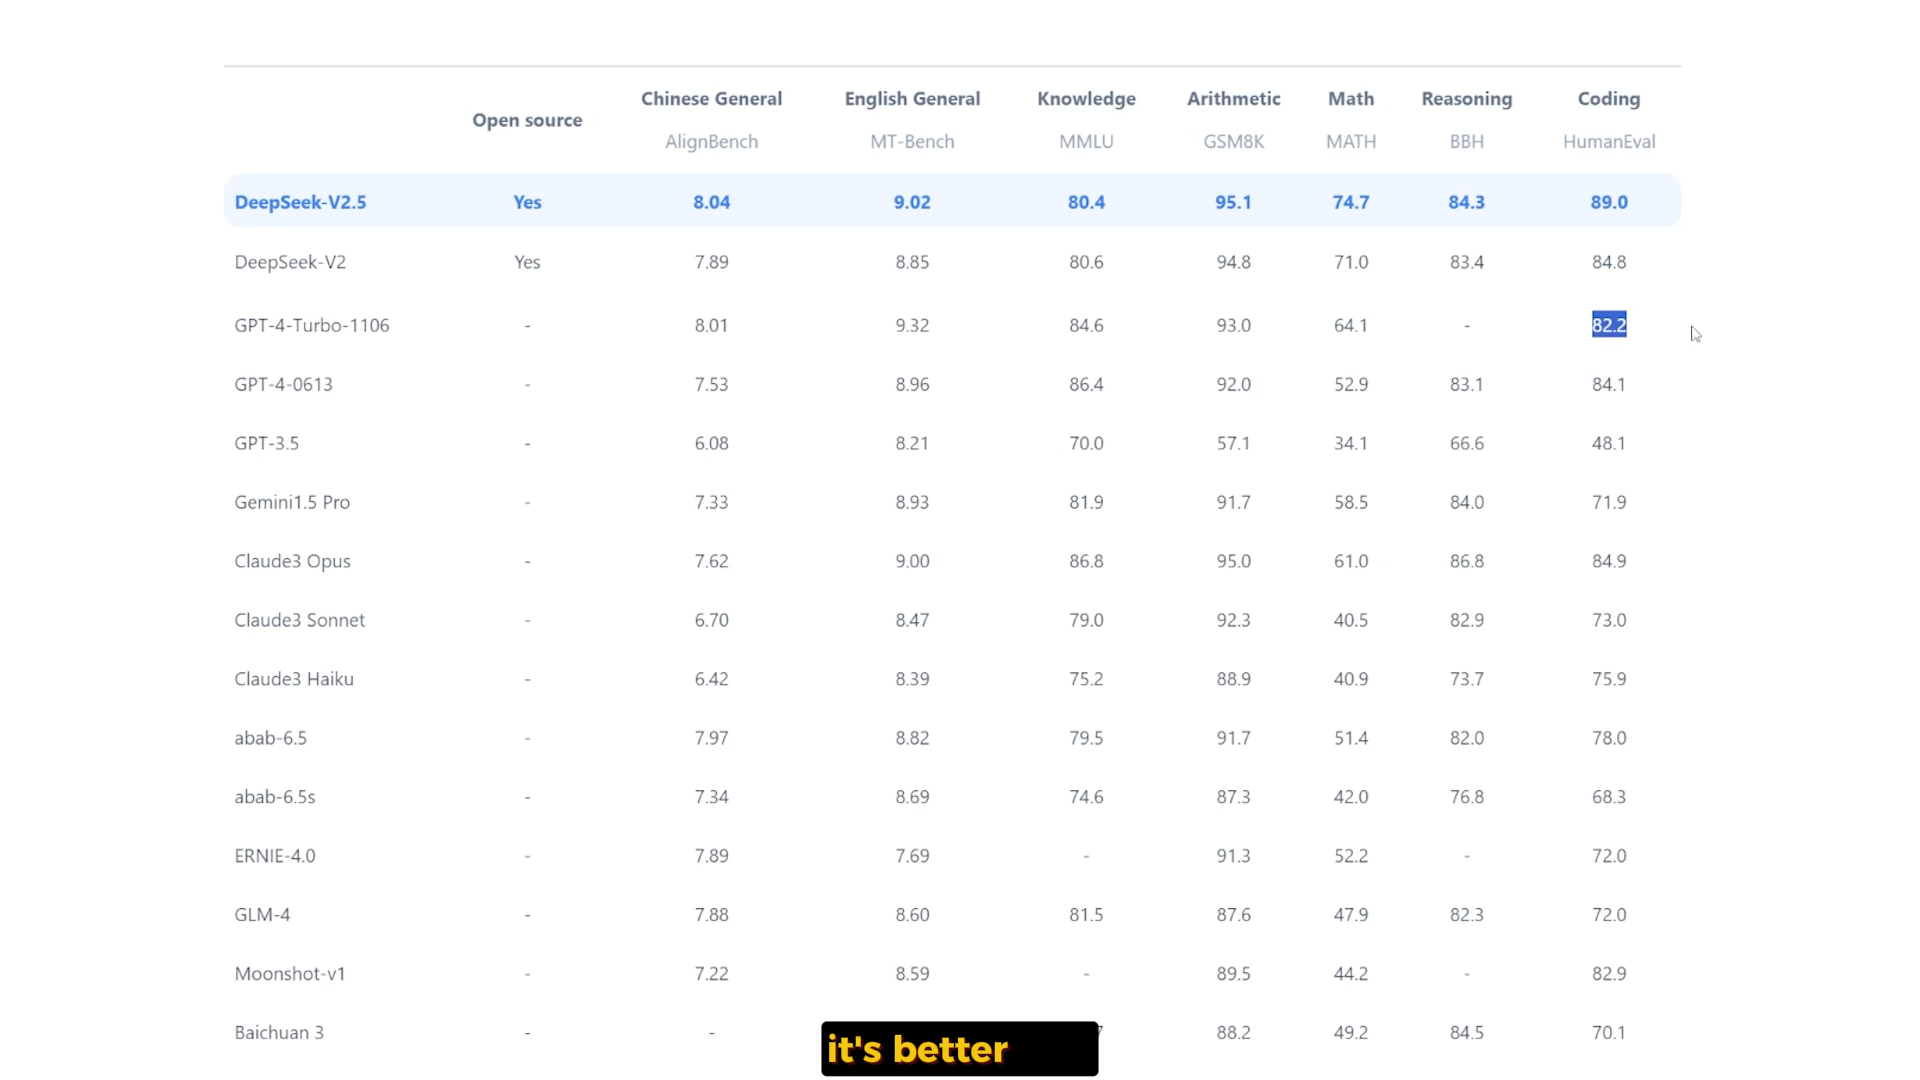 Open source Chinese General English General Knowledge Arithmetic Math Reasoning Coding
AlignBench MT-Bench MMLU GSM8K MATH BBH HumanEval
DeepSeek-V2.5 Yes 8.04 9.02 80.4 95.1 74.7 84.3 89.0
DeepSeek-V2 Yes 7.89 8.85 80.6 94.8 71.0 83.4 84.8
GPT-4-Turbo-1106 - 8.01 9.32 84.6 93.0 64.1 - 82.2
GPT-4-0613 - 7.53 8.96 86.4 92.0 52.9 83.1 84.1
GPT-3.5 - 6.08 8.21 70.0 57.1 34.1 66.6 48.1
Gemini1.5 Pro - 7.33 8.93 81.9 91.7 58.5 84.0 71.9
Claude3 Opus - 7.62 9.00 86.8 95.0 61.0 86.8 84.9
Claude3 Sonnet - 6.70 8.47 79.0 92.3 40.5 82.9 73.0
Claude3 Haiku - 6.42 8.39 75.2 88.9 40.9 73.7 75.9
abab-6.5 - 7.97 8.82 79.5 91.7 51.4 82.0 78.0
abab-6.5s - 7.34 8.69 74.6 87.3 42.0 76.8 68.3
ERNIE-4.0 - 7.89 7.69 - 91.3 52.2 - 72.0
GLM-4 - 7.88 8.60 81.5 87.6 47.9 82.3 72.0
Moonshot-v1 - 7.22 8.59 - 89.5 44.2 - 82.9
Baichuan 3 - - 88.2 49.2 84.5 70.1
it's better